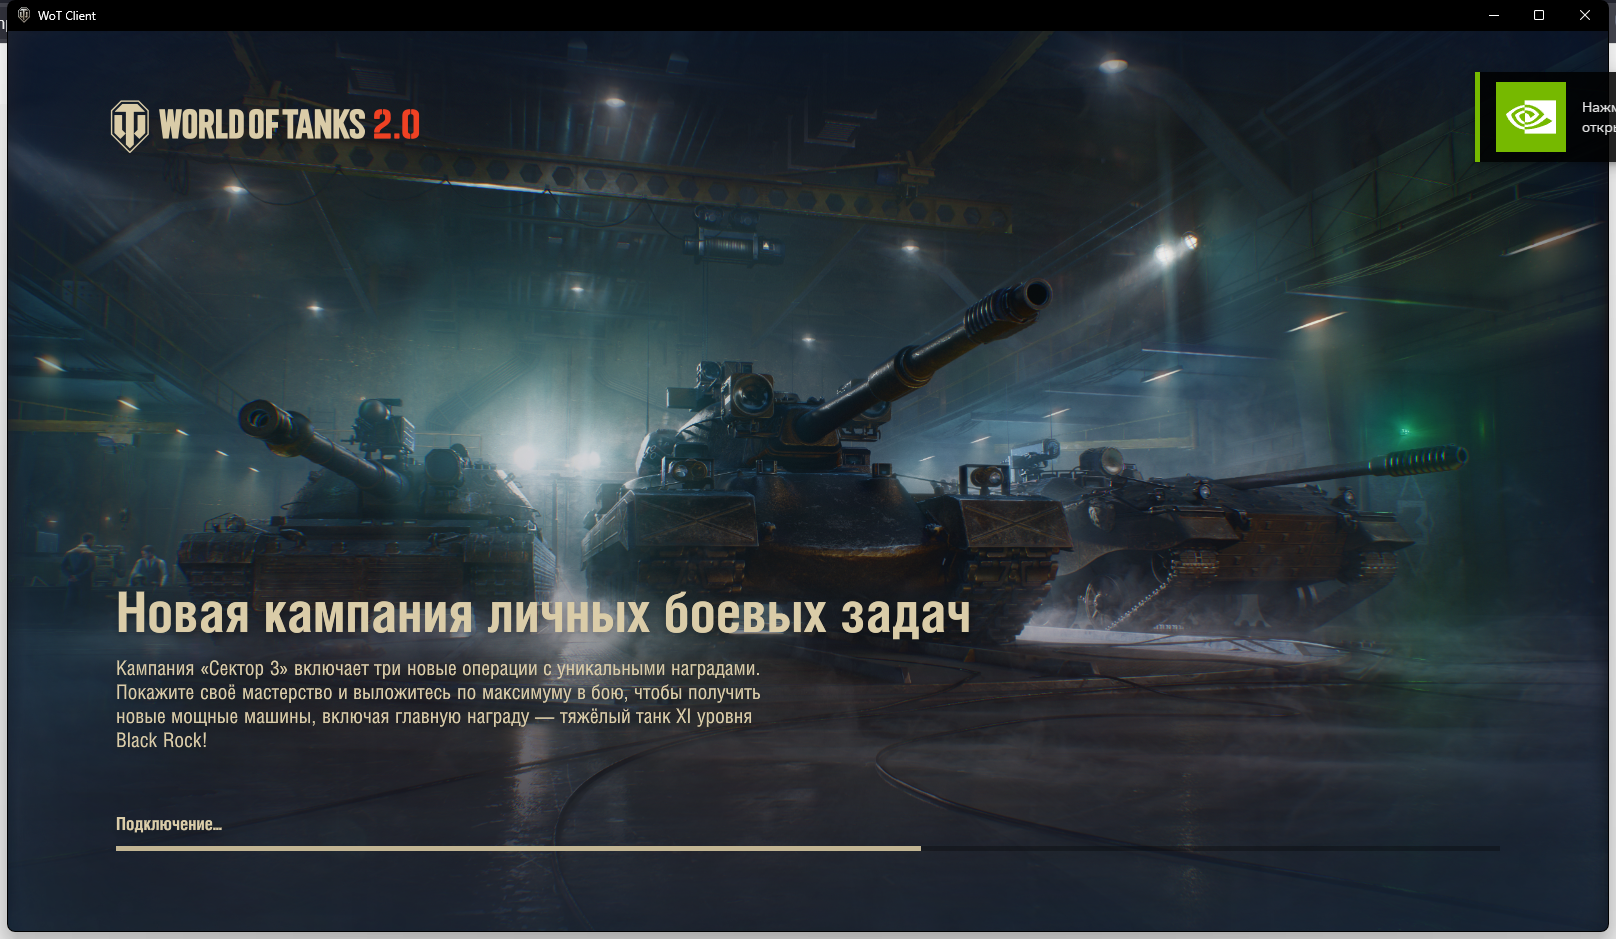 WoT Client
WORLD OF TANKS 2.0
Новая кампания личных боевых задач
Кампания «Сектор 3» включает три новые операции с уникальными наградами.
Покажите своё мастерство и выложитесь по максимуму в бою, чтобы получить
новые мощные машины, включая главную награду — тяжёлый танк XI уровня
Black Rock!
Подключение...